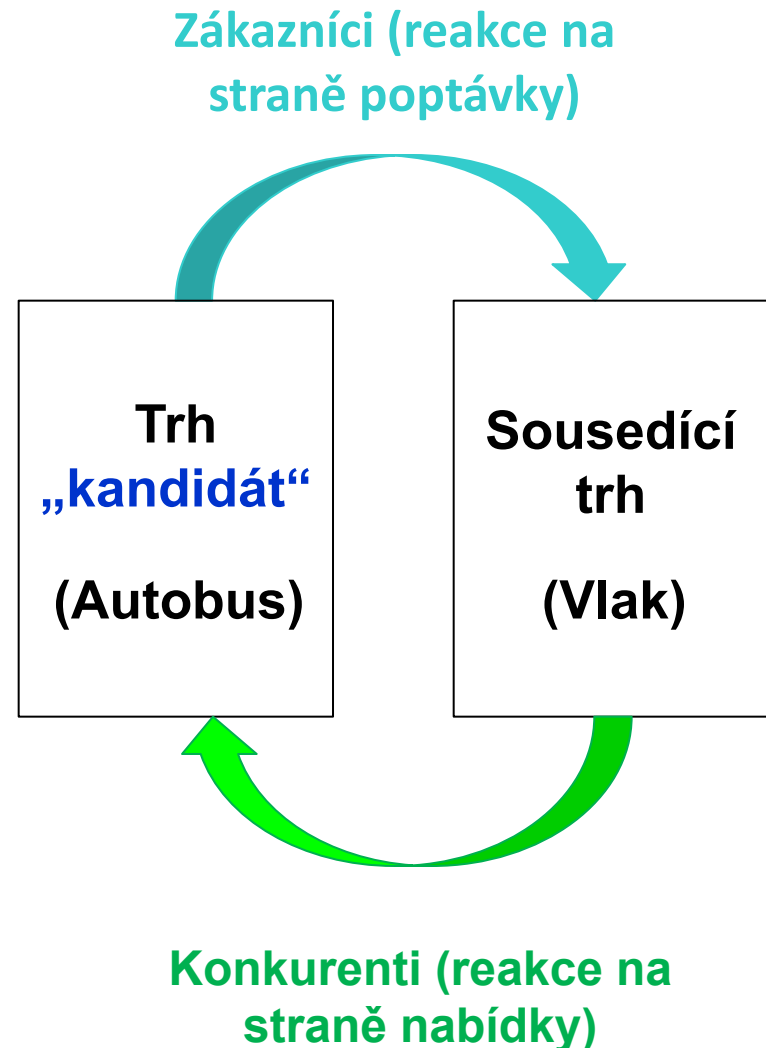 Zákazníci (reakce na
straně poptávky)
Trh
„kandidát“
(Autobus)
Sousedící
trh
(Vlak)
Konkurenti (reakce na
straně nabídky)